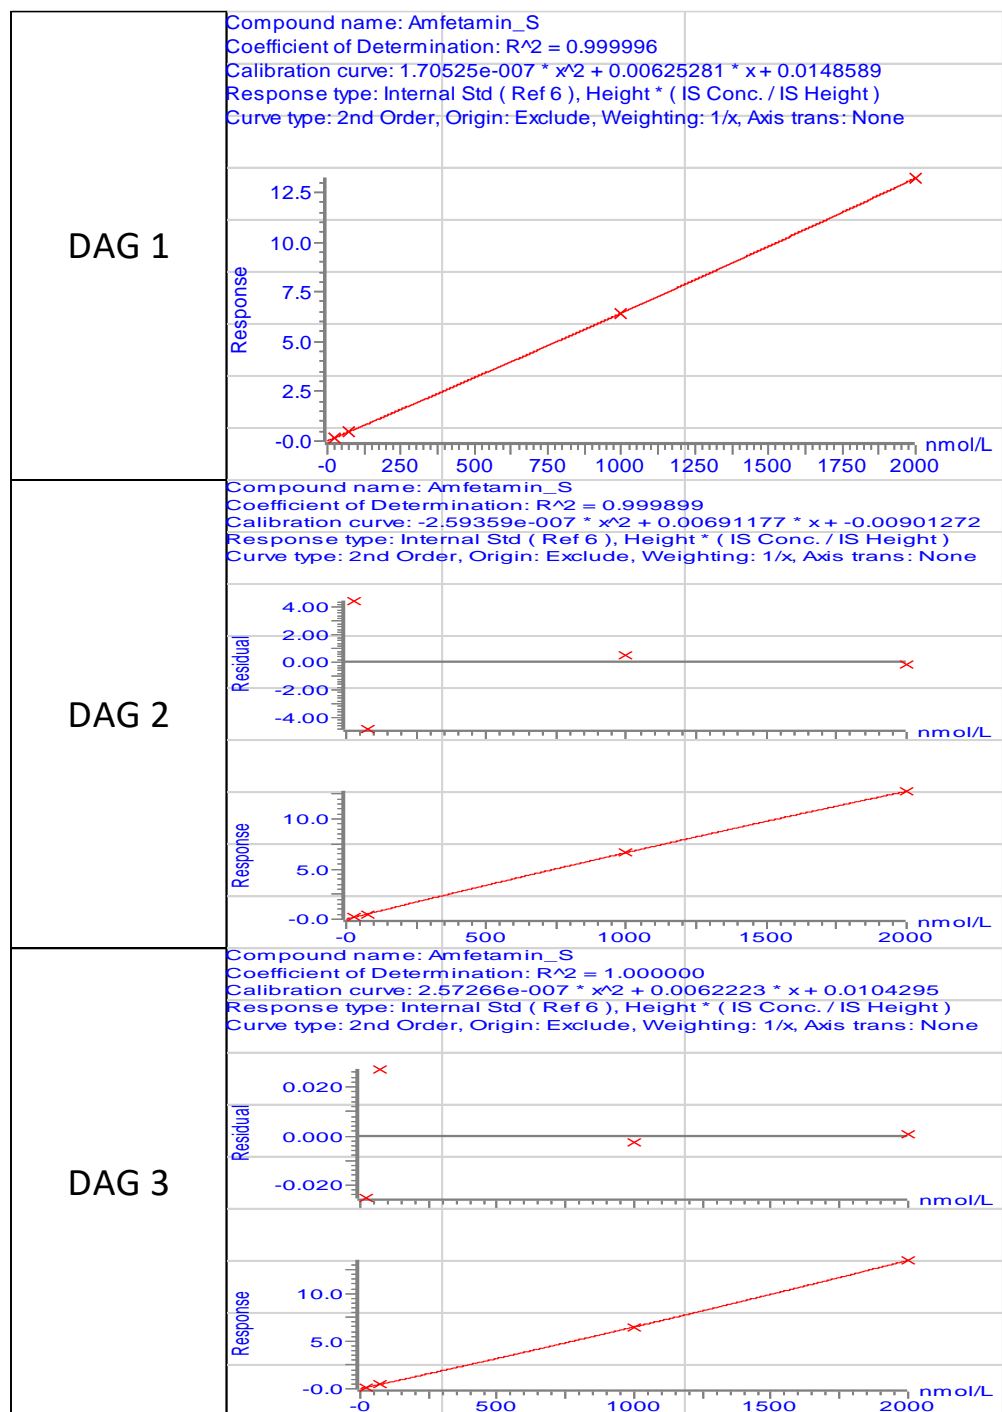 DAG 1
Compound name: Amfetamin_S
Coefficient of Determination: R^2 = 0.999996
Calibration curve: 1.70525e-007 * x^2 + 0.00625281 * x + 0.0148589
Response type: Internal Std ( Ref 6 ), Height * ( IS Conc. / IS Height )
Curve type: 2nd Order, Origin: Exclude, Weighting: 1/x, Axis trans: None
Response
12.5
10.0
7.5
5.0
2.5
-0.0
-0 250 500 750 1000 1250 1500 1750 2000
nmol/L
DAG 2
Compound name: Amfetamin_S
Coefficient of Determination: R^2 = 0.999899
Calibration curve: -2.59359e-007 * x^2 + 0.00691177 * x + -0.00901272
Response type: Internal Std ( Ref 6 ), Height * ( IS Conc. / IS Height )
Curve type: 2nd Order, Origin: Exclude, Weighting: 1/x, Axis trans: None
Residual
4.00
2.00
0.00
-2.00
-4.00
nmol/L
Response
10.0
5.0
-0.0
-0 500 1000 1500 2000
nmol/L
DAG 3
Compound name: Amfetamin_S
Coefficient of Determination: R^2 = 1.000000
Calibration curve: 2.57266e-007 * x^2 + 0.0062223 * x + 0.0104295
Response type: Internal Std ( Ref 6 ), Height * ( IS Conc. / IS Height )
Curve type: 2nd Order, Origin: Exclude, Weighting: 1/x, Axis trans: None
Residual
0.020
0.000
-0.020
nmol/L
Response
10.0
5.0
-0.0
-0 500 1000 1500 2000
nmol/L